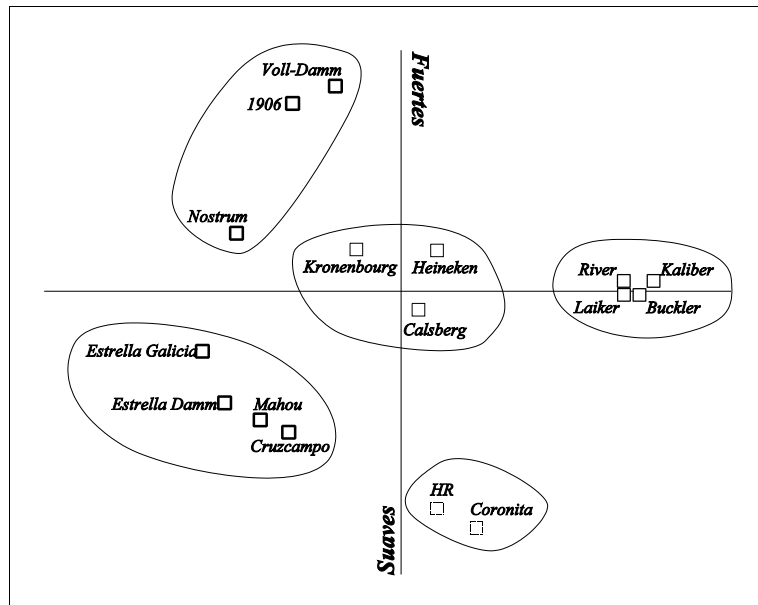 Voll-Damm
1906
Fuertes
Nostrum
Kronenbourg
Heineken
River
Kaliber
Laiker
Buckler
Calsberg
Estrella Galicia
Estrella Damm
Mahou
Cruzcampo
HR
Coronita
Suaves